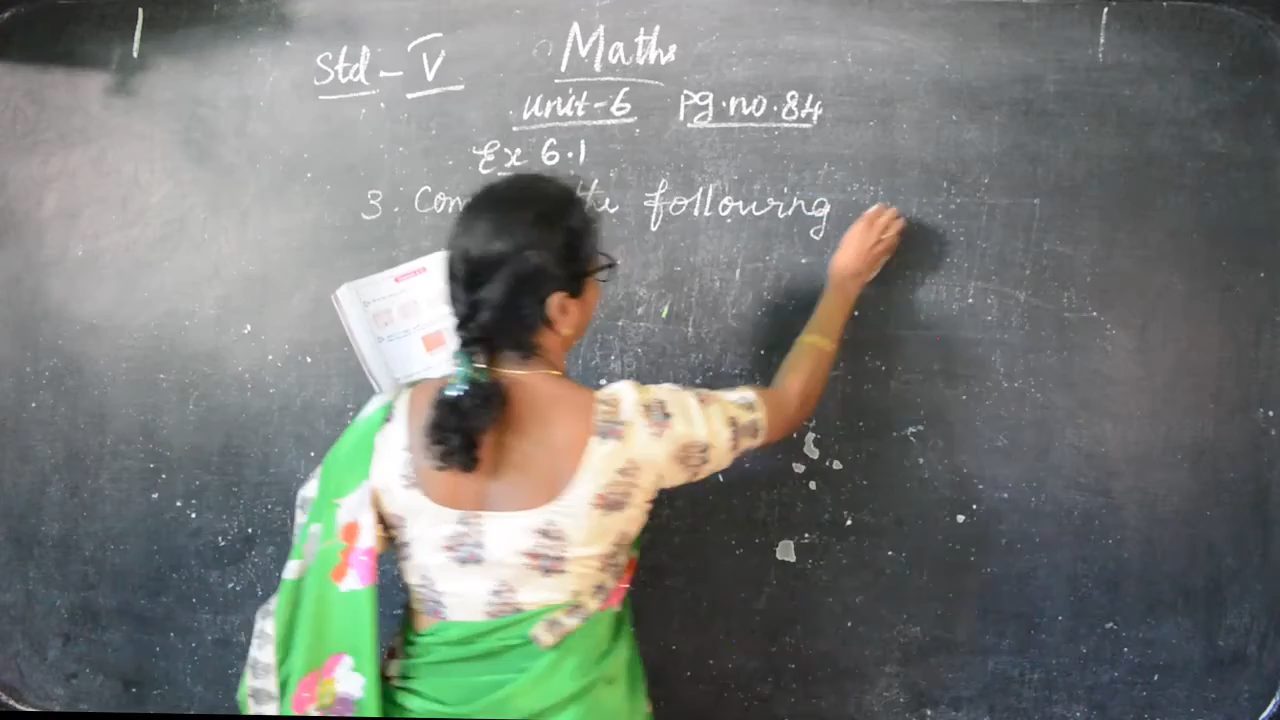 Std - V Maths
Unit-6 Pg.no.84
Ex 6.1
3. Com the following